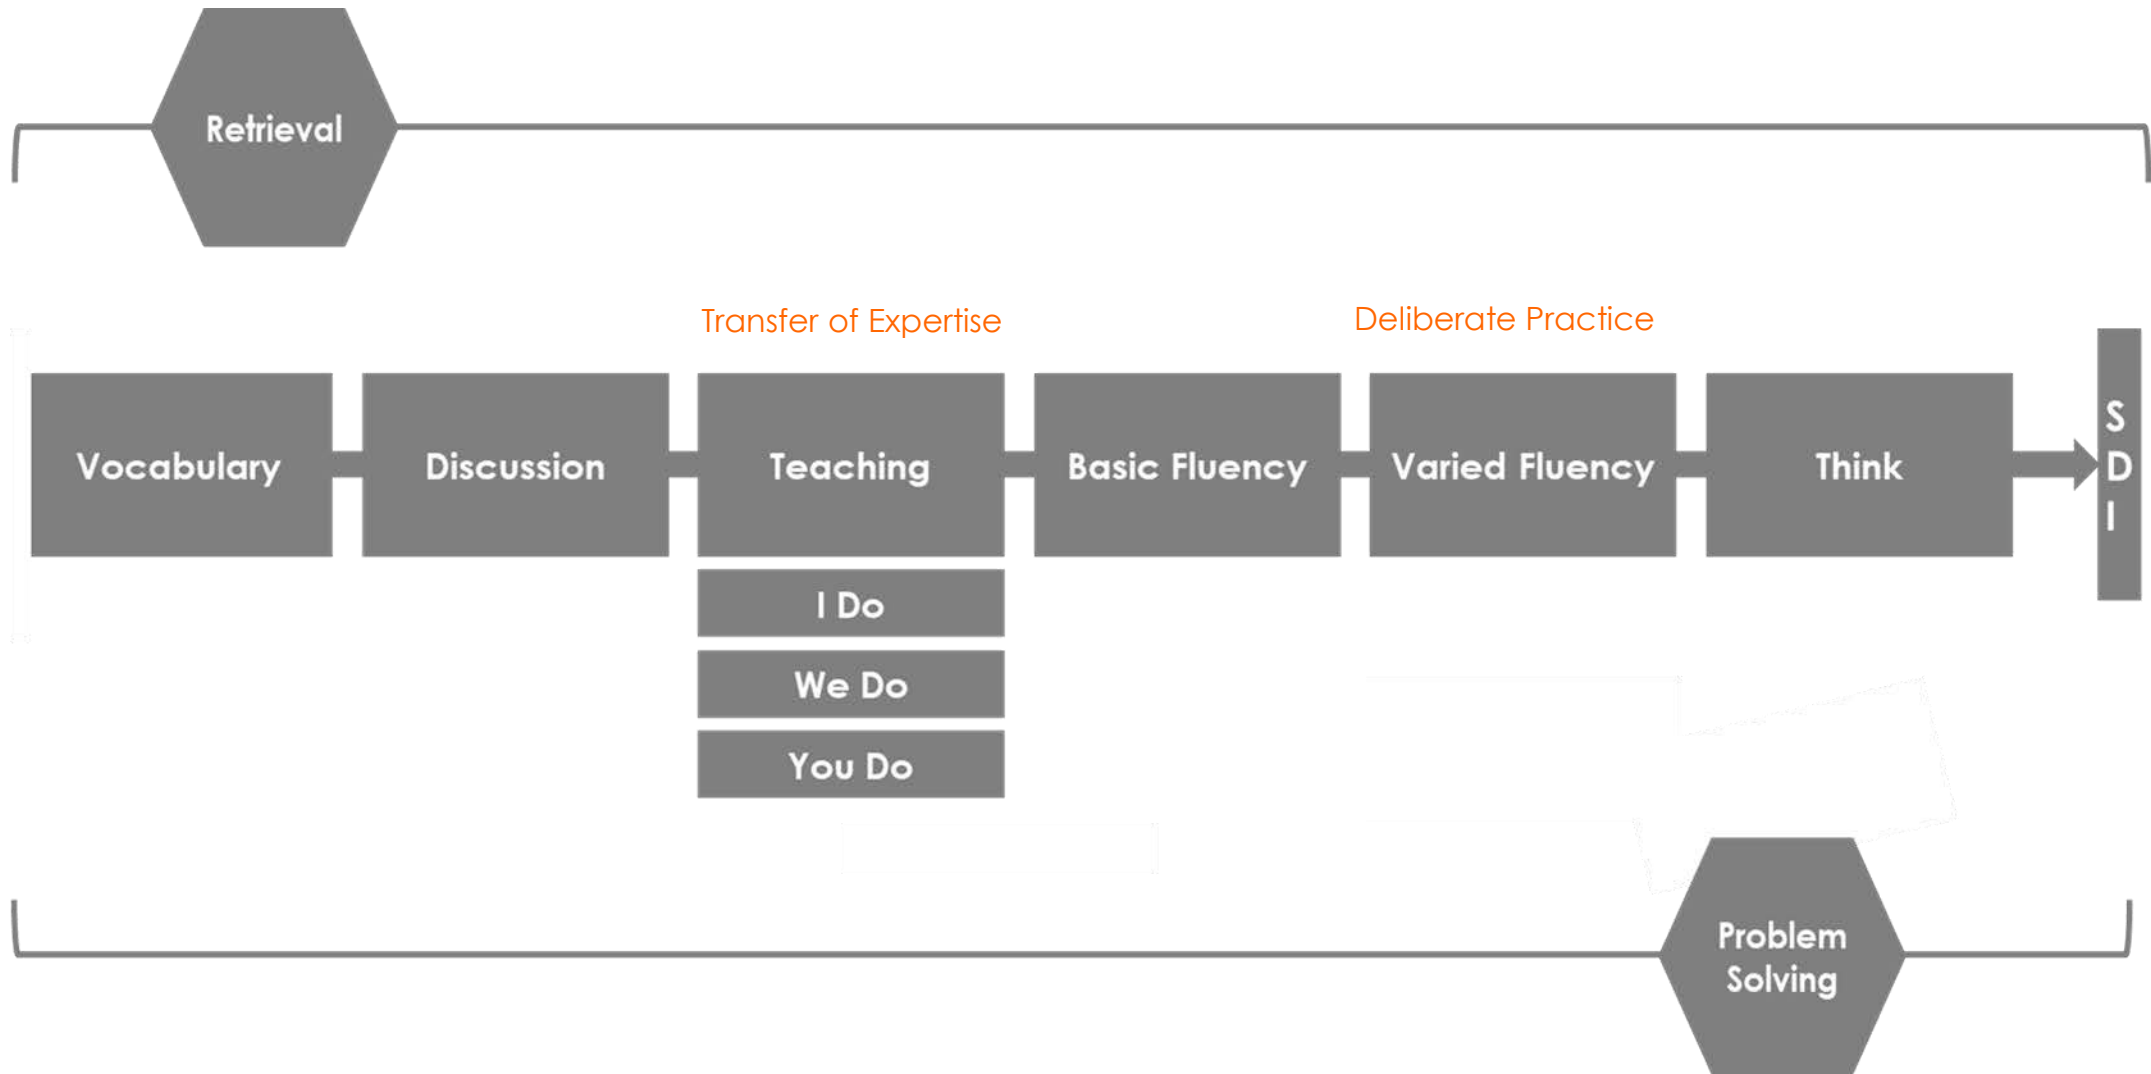 Retrieval
Transfer of Expertise
Deliberate Practice
Vocabulary
Discussion
Teaching
Basic Fluency
Varied Fluency
Think
S
D
I
I Do
We Do
You Do
Problem
Solving